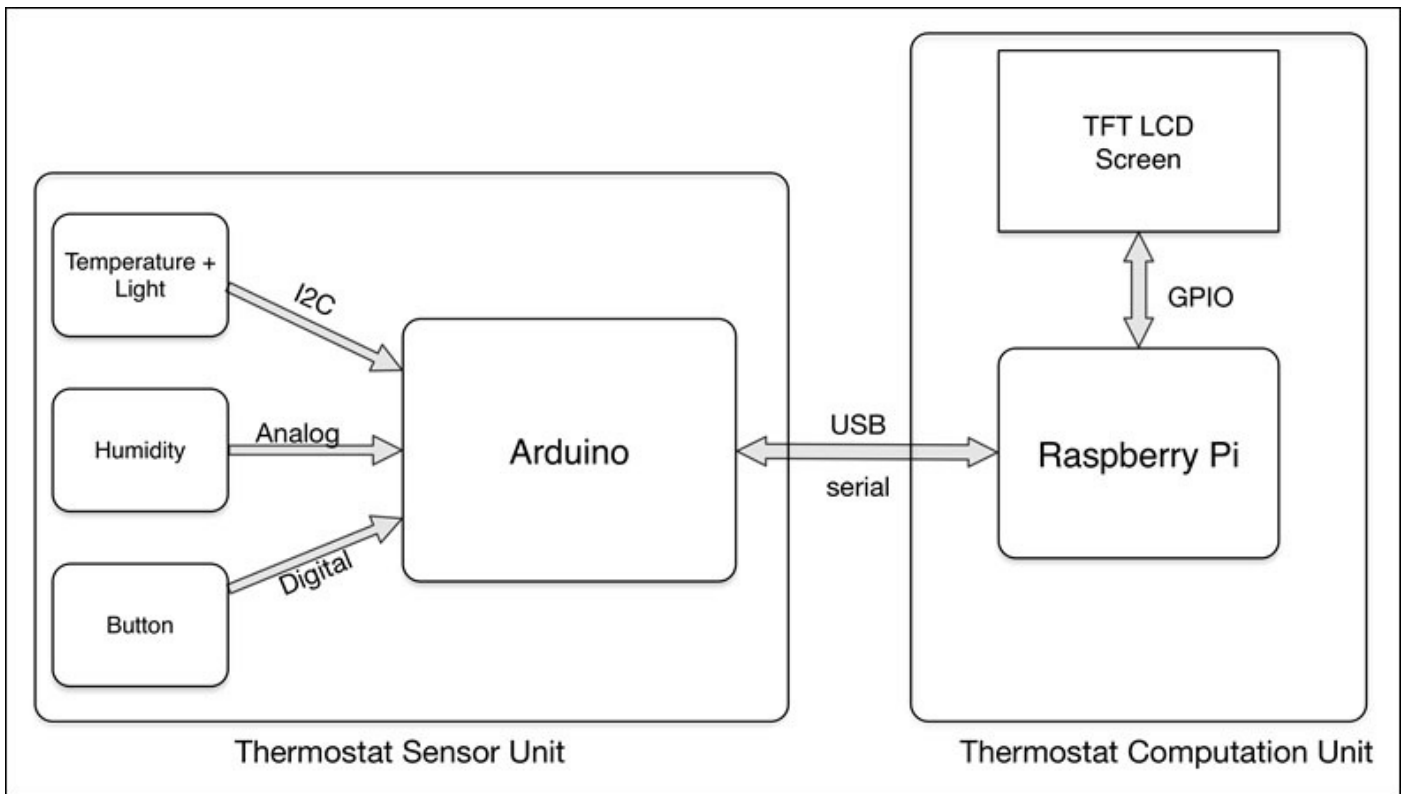 TFT LCD
Screen
Temperature +
Light
I2C
GPIO
Humidity
Analog
Arduino
USB
serial
Raspberry Pi
Button
Digital
Thermostat Sensor Unit
Thermostat Computation Unit